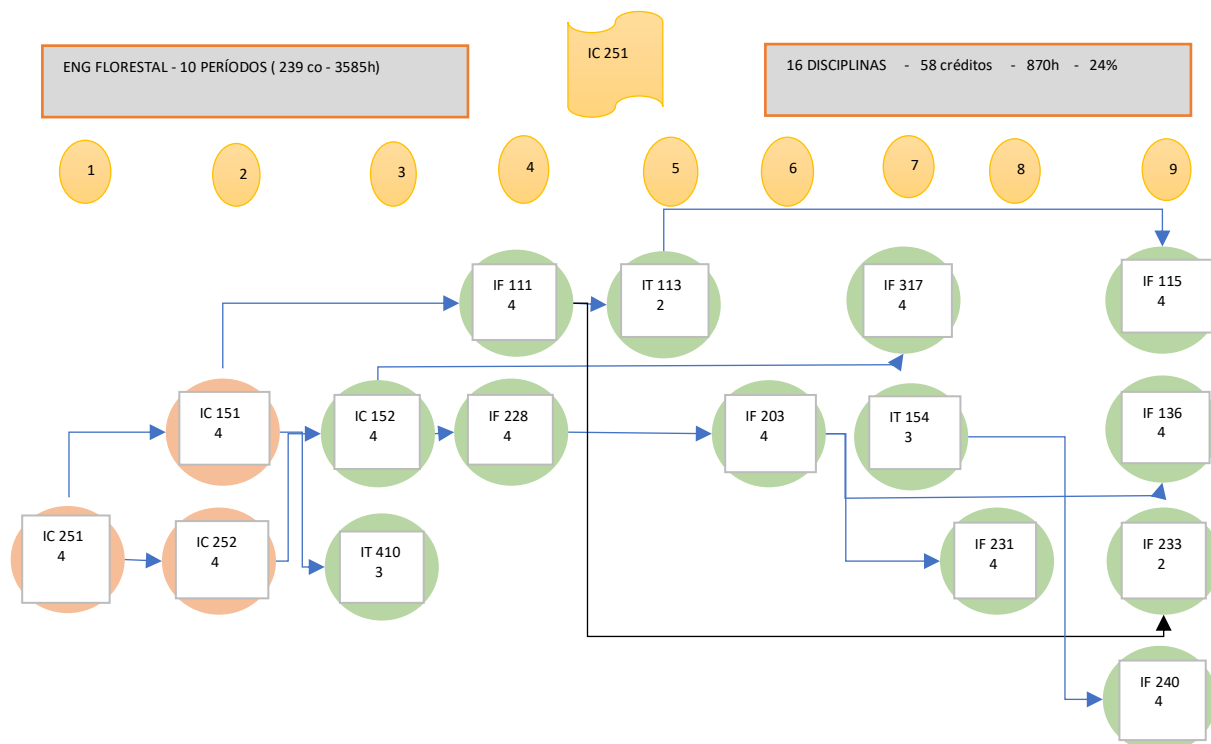 IC 251
ENG FLORESTAL - 10 PERÍODOS ( 239 co - 3585h)
16 DISCIPLINAS - 58 créditos - 870h - 24%
1
2
3
4
5
6
7
8
9
IF 111
4
IT 113
2
IF 317
4
IF 115
4
IC 151
4
IC 152
4
IF 228
4
IF 203
4
IT 154
3
IF 136
4
IC 251
4
IC 252
4
IT 410
3
IF 231
4
IF 233
2
IF 240
4